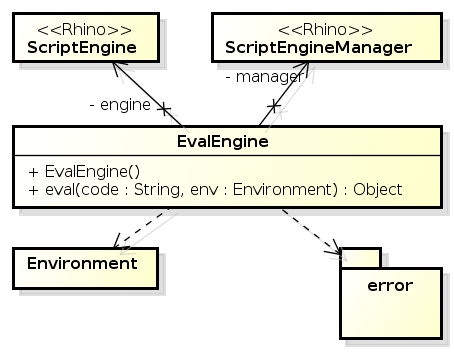 <<Rhino>>
ScriptEngine
<<Rhino>>
ScriptEngineManager
- manager
- engine
EvalEngine
+ EvalEngine()
+ eval(code : String, env : Environment) : Object
Environment
error